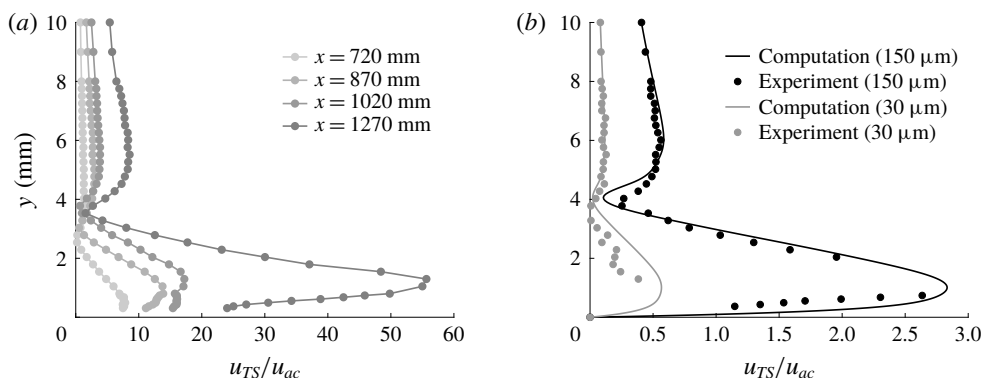 (a)
10
8
6
4
2
0
y (mm)
x = 720 mm
x = 870 mm
x = 1020 mm
x = 1270 mm
10 20 30 40 50 60
u_TS/u_ac
(b)
10
8
6
4
2
0
Computation (150 μm)
Experiment (150 μm)
Computation (30 μm)
Experiment (30 μm)
0.5 1.0 1.5 2.0 2.5 3.0
u_TS/u_ac